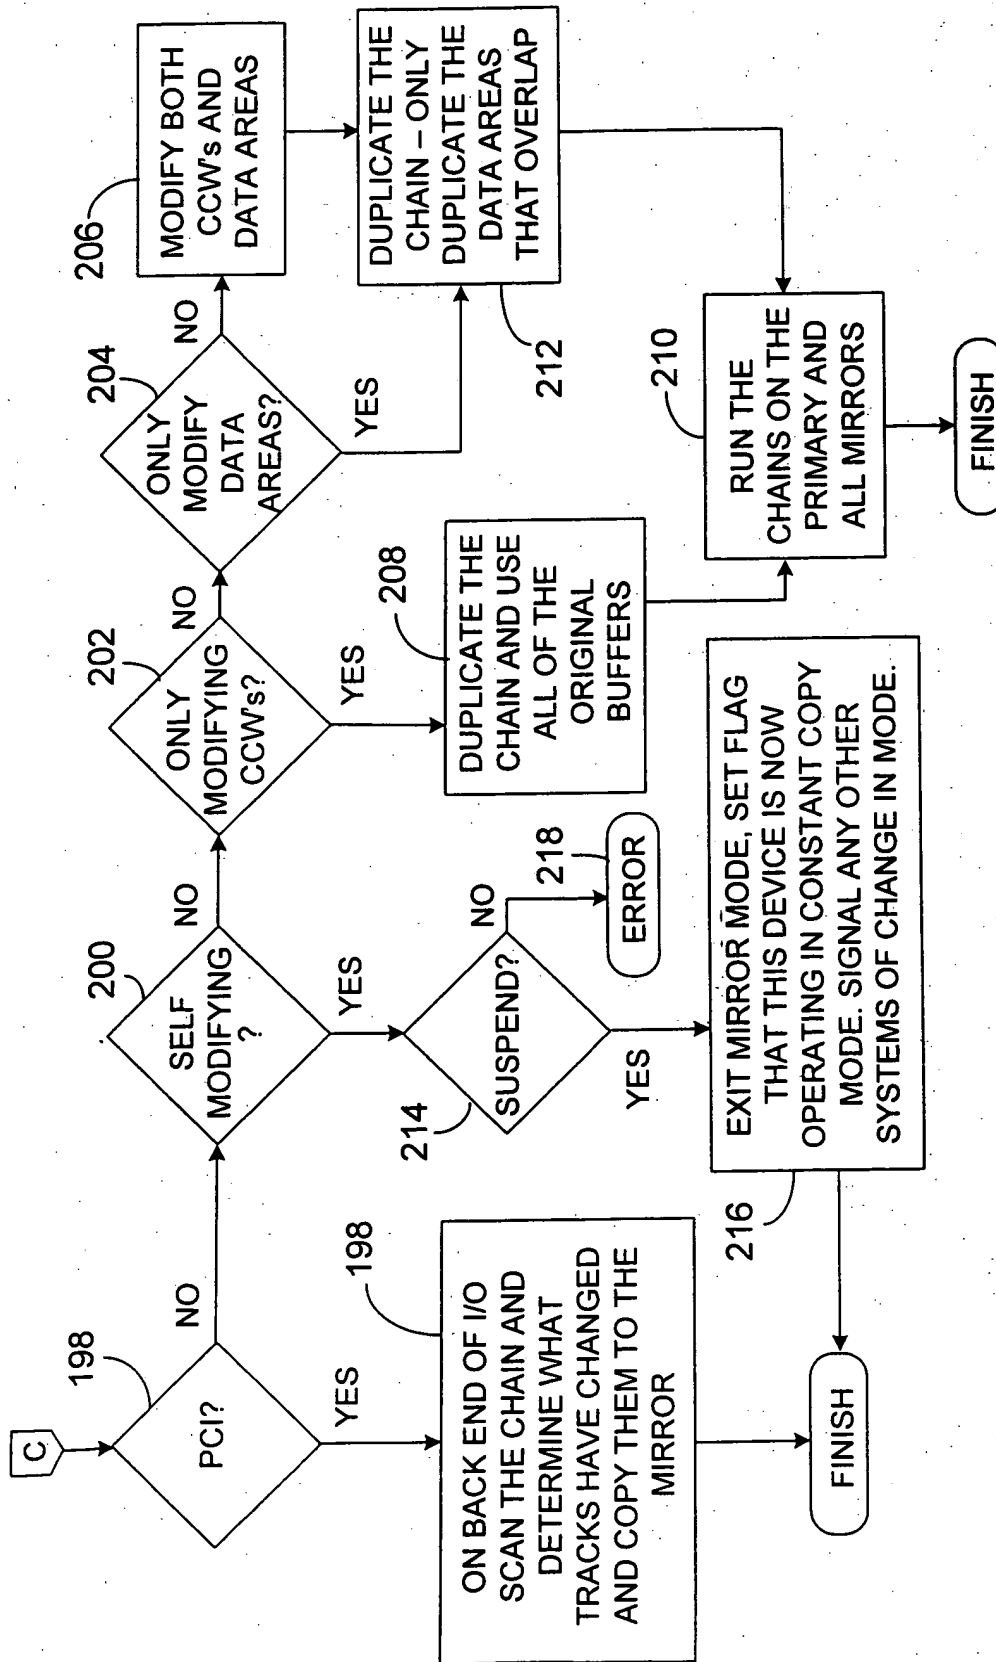 C
198
PCI?
NO
YES
198
ON BACK END OF I/O
SCAN THE CHAIN AND
DETERMINE WHAT
TRACKS HAVE CHANGED
AND COPY THEM TO THE
MIRROR
FINISH
200
SELF
MODIFYING
?
NO
YES
214
SUSPEND?
NO
218
ERROR
YES
216
EXIT MIRROR MODE, SET FLAG
THAT THIS DEVICE IS NOW
OPERATING IN CONSTANT COPY
MODE. SIGNAL ANY OTHER
SYSTEMS OF CHANGE IN MODE.
202
ONLY
MODIFYING
CCW's?
NO
YES
208
DUPLICATE THE
CHAIN AND USE
ALL OF THE
ORIGINAL
BUFFERS
204
ONLY
MODIFY
DATA
AREAS?
NO
YES
206
MODIFY BOTH
CCW's AND
DATA AREAS
212
DUPLICATE THE
CHAIN – ONLY
DUPLICATE THE
DATA AREAS
THAT OVERLAP
210
RUN THE
CHAINS ON THE
PRIMARY AND
ALL MIRRORS
FINISH